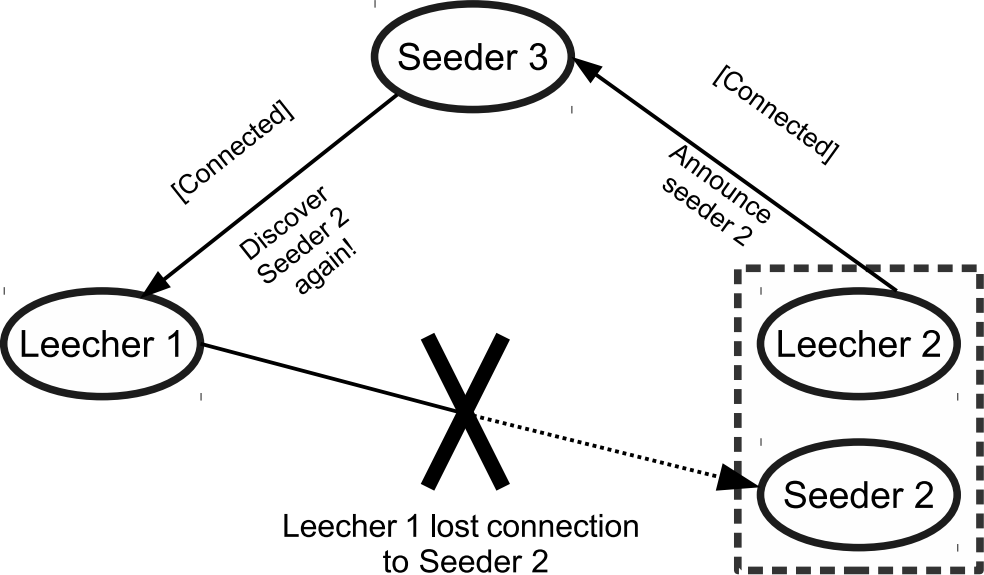 Seeder 3
[Connected]
[Connected]
Announce
seeder 2
Discover
Seeder 2
again!
Leecher 1
Leecher 2
Seeder 2
Leecher 1 lost connection
to Seeder 2